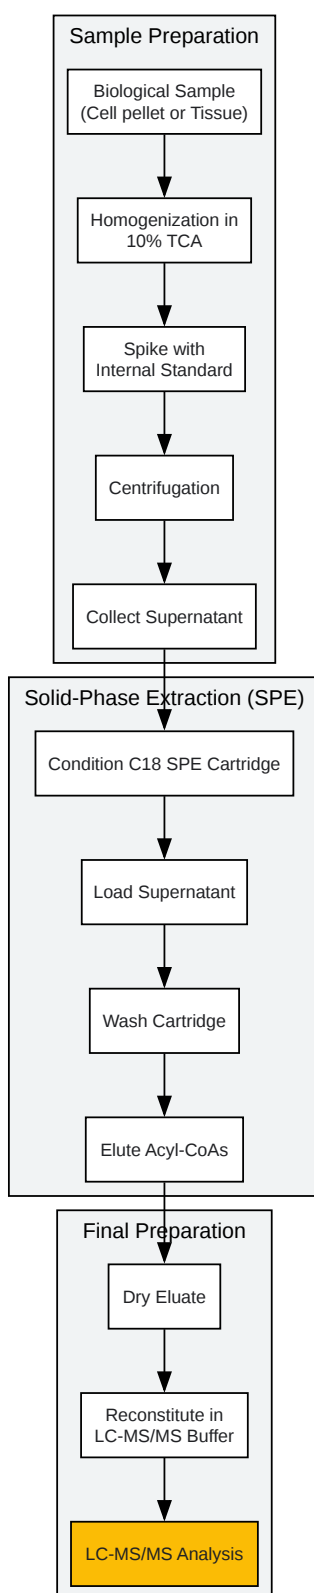 Sample Preparation
Biological Sample
(Cell pellet or Tissue)
Homogenization in
10% TCA
Spike with
Internal Standard
Centrifugation
Collect Supernatant
Solid-Phase Extraction (SPE)
Condition C18 SPE Cartridge
Load Supernatant
Wash Cartridge
Elute Acyl-CoAs
Final Preparation
Dry Eluate
Reconstitute in
LC-MS/MS Buffer
LC-MS/MS Analysis